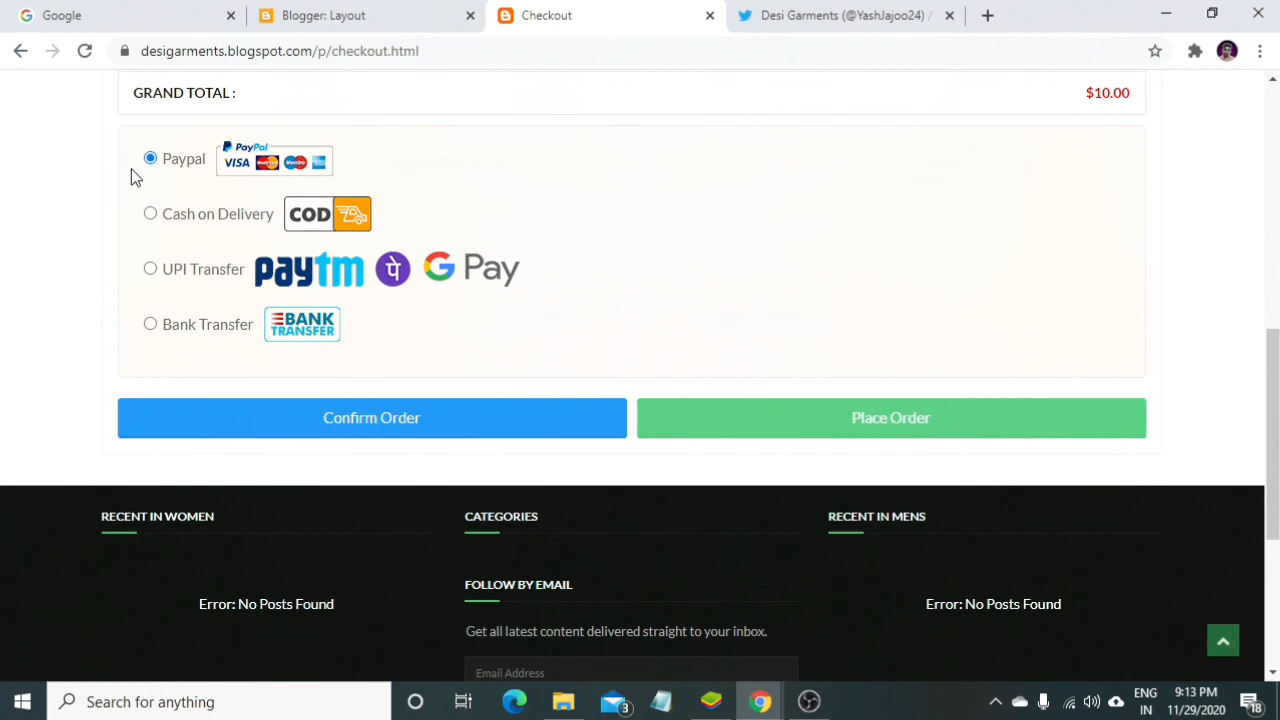 Google
Blogger: Layout
Checkout
Desi Garments (@YashJajoo24) /
desigarments.blogspot.com/p/checkout.html
GRAND TOTAL :
$10.00
Paypal
PayPal
VISA
Cash on Delivery
COD
UPI Transfer
paytm
पे
G Pay
Bank Transfer
BANK
TRANSFER
Confirm Order
Place Order
RECENT IN WOMEN
CATEGORIES
RECENT IN MENS
FOLLOW BY EMAIL
Error: No Posts Found
Error: No Posts Found
Get all latest content delivered straight to your inbox.
Email Address
Search for anything
3
ENG
IN
9:13 PM
11/29/2020
18